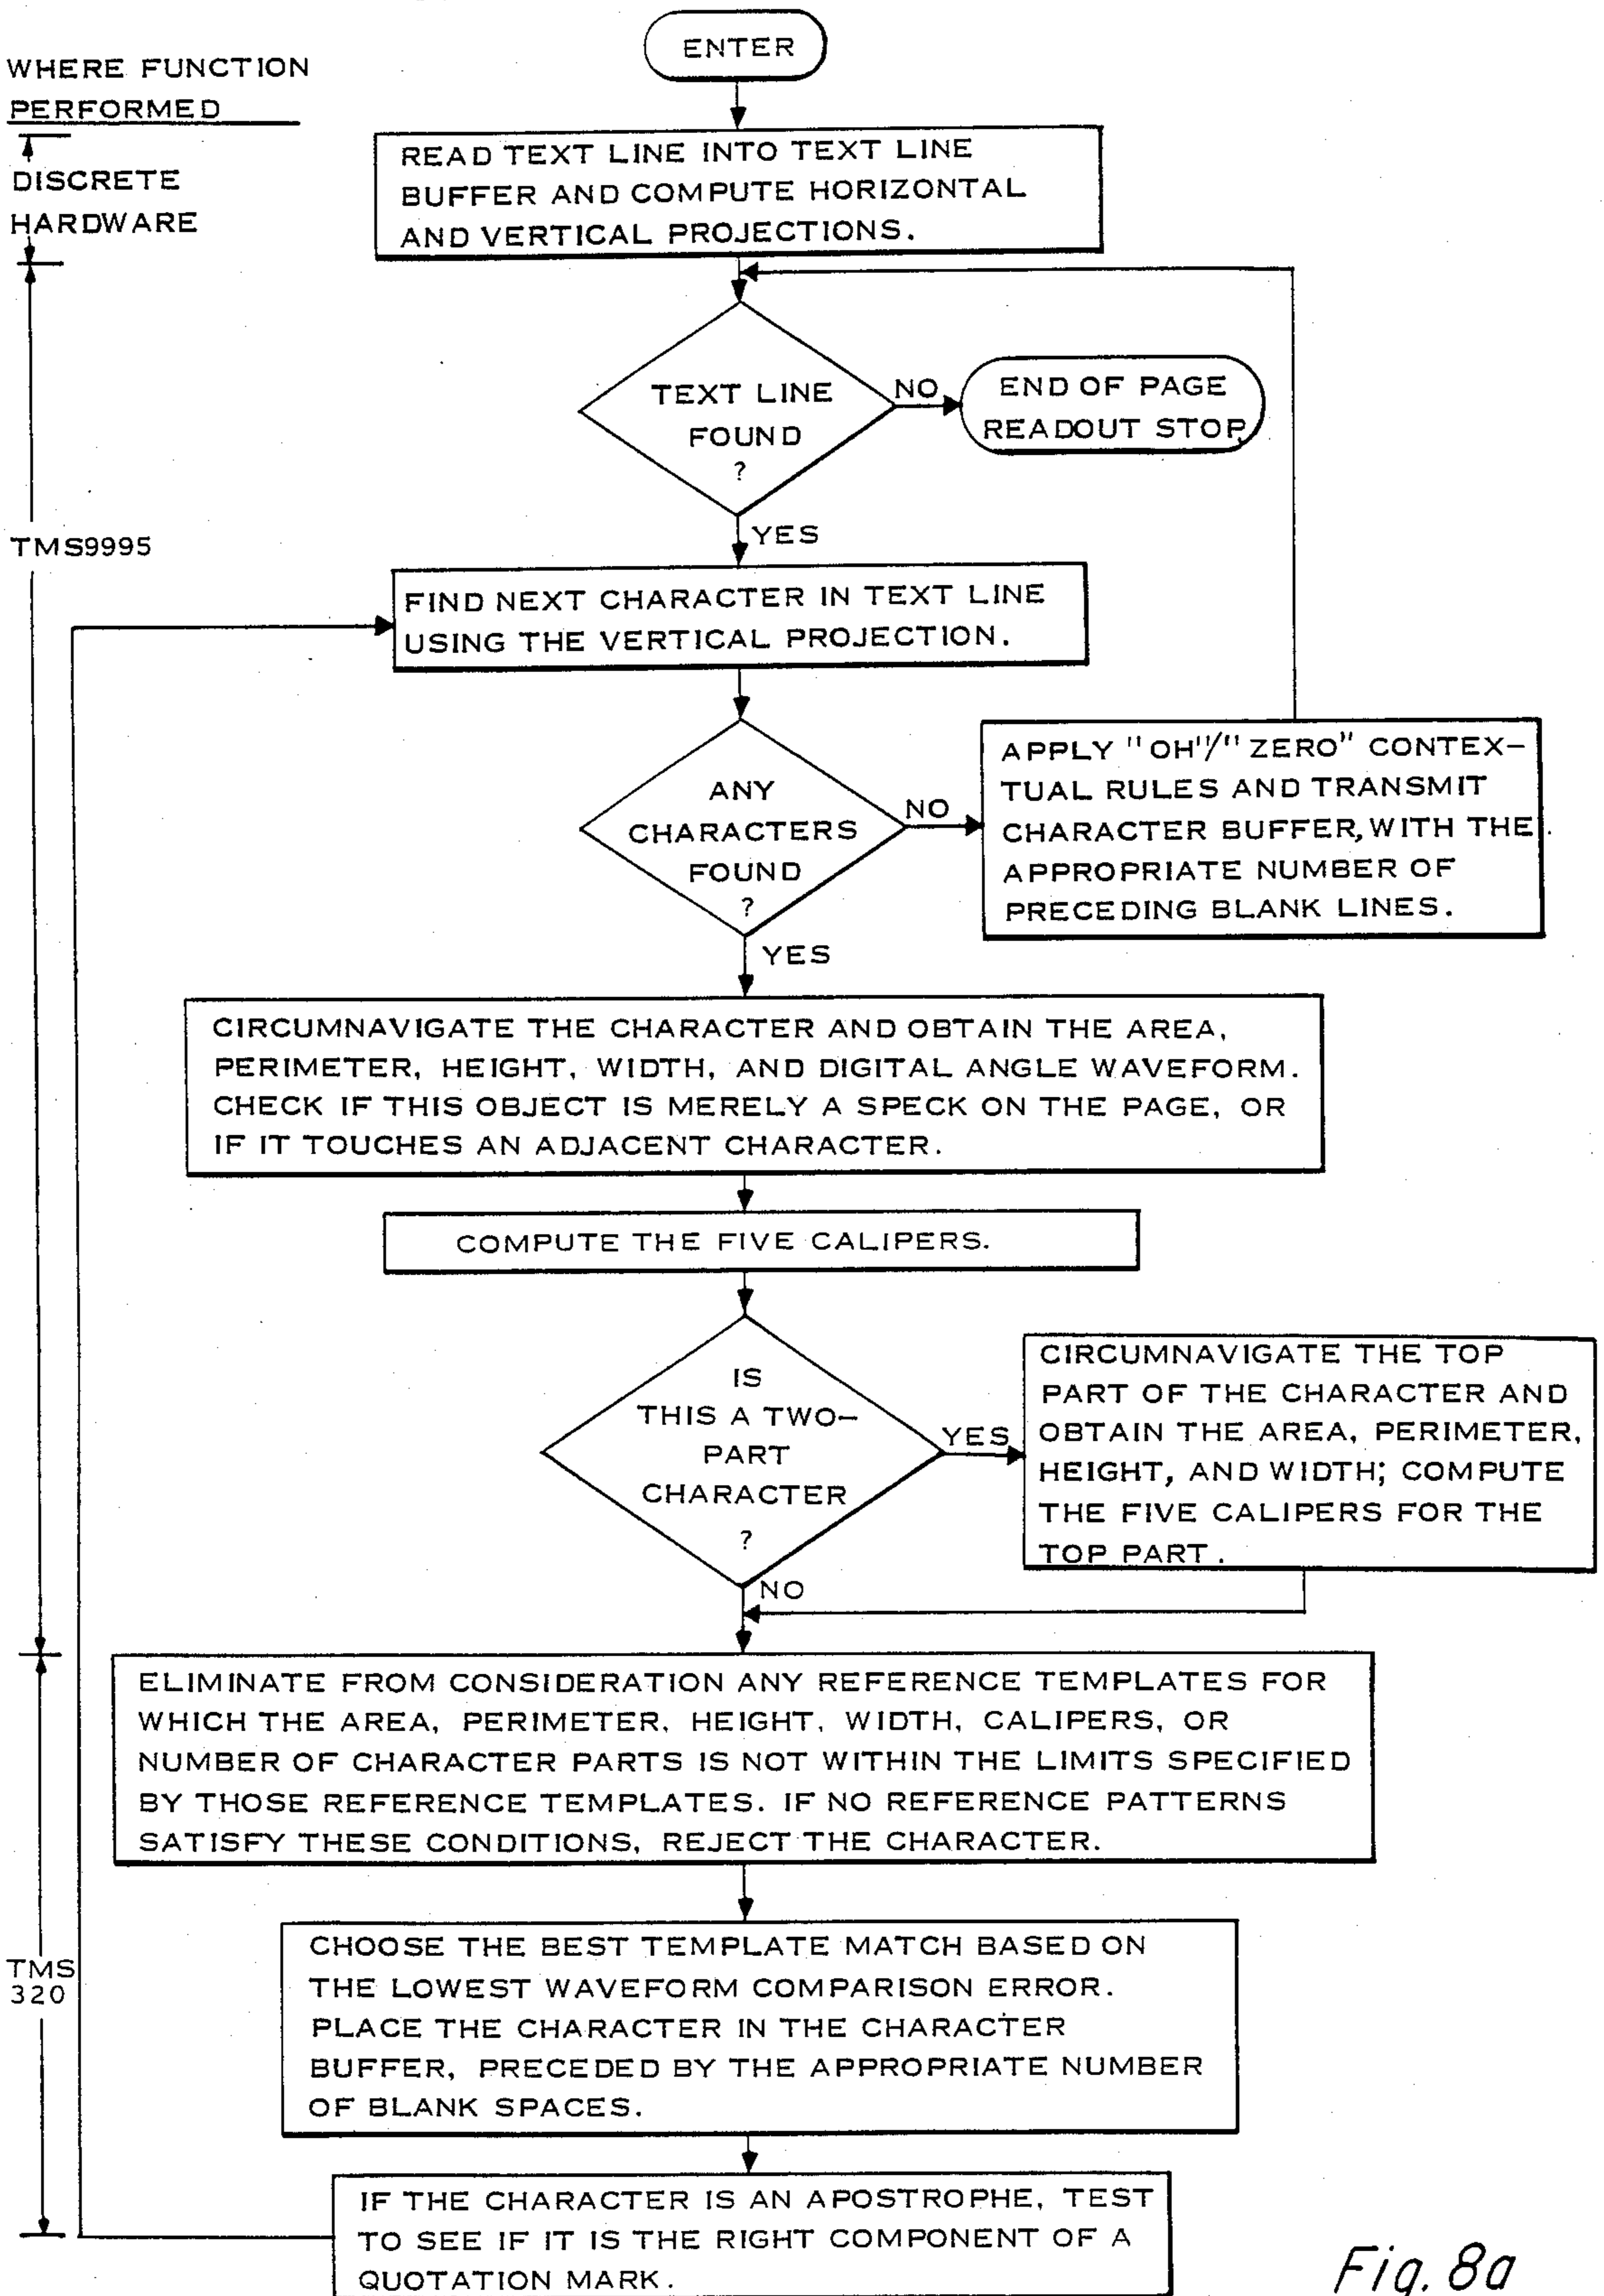 ENTER
WHERE FUNCTION
PERFORMED
DISCRETE
HARDWARE
READ TEXT LINE INTO TEXT LINE
BUFFER AND COMPUTE HORIZONTAL
AND VERTICAL PROJECTIONS.
TEXT LINE
FOUND
?
NO
END OF PAGE
READOUT STOP
YES
TMS9995
FIND NEXT CHARACTER IN TEXT LINE
USING THE VERTICAL PROJECTION.
ANY
CHARACTERS
FOUND
?
NO
APPLY "OH"/"ZERO" CONTEX-
TUAL RULES AND TRANSMIT
CHARACTER BUFFER, WITH THE
APPROPRIATE NUMBER OF
PRECEDING BLANK LINES.
YES
CIRCUMNAVIGATE THE CHARACTER AND OBTAIN THE AREA,
PERIMETER, HEIGHT, WIDTH, AND DIGITAL ANGLE WAVEFORM.
CHECK IF THIS OBJECT IS MERELY A SPECK ON THE PAGE, OR
IF IT TOUCHES AN ADJACENT CHARACTER.
COMPUTE THE FIVE CALIPERS.
IS
THIS A TWO-
PART
CHARACTER
?
YES
CIRCUMNAVIGATE THE TOP
PART OF THE CHARACTER AND
OBTAIN THE AREA, PERIMETER,
HEIGHT, AND WIDTH; COMPUTE
THE FIVE CALIPERS FOR THE
TOP PART.
NO
ELIMINATE FROM CONSIDERATION ANY REFERENCE TEMPLATES FOR
WHICH THE AREA, PERIMETER, HEIGHT, WIDTH, CALIPERS, OR
NUMBER OF CHARACTER PARTS IS NOT WITHIN THE LIMITS SPECIFIED
BY THOSE REFERENCE TEMPLATES. IF NO REFERENCE PATTERNS
SATISFY THESE CONDITIONS, REJECT THE CHARACTER.
TMS
320
CHOOSE THE BEST TEMPLATE MATCH BASED ON
THE LOWEST WAVEFORM COMPARISON ERROR.
PLACE THE CHARACTER IN THE CHARACTER
BUFFER, PRECEDED BY THE APPROPRIATE NUMBER
OF BLANK SPACES.
IF THE CHARACTER IS AN APOSTROPHE, TEST
TO SEE IF IT IS THE RIGHT COMPONENT OF A
QUOTATION MARK.
Fig. 8a